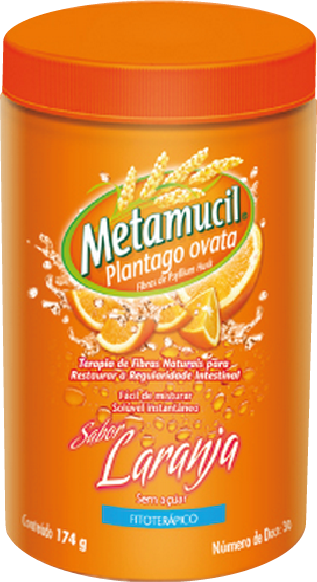 Metamucil®
Plantago ovata
Fibras de Psyllium Husk
Terapia de Fibras Naturais para
Restaurar a Regularidade Intestinal
Fácil de misturar
Solúvel instantâneo
Sabor
Laranja
Sem açúcar
FITOTERÁPICO
Conteúdo 174 g
Número de Doses: 30